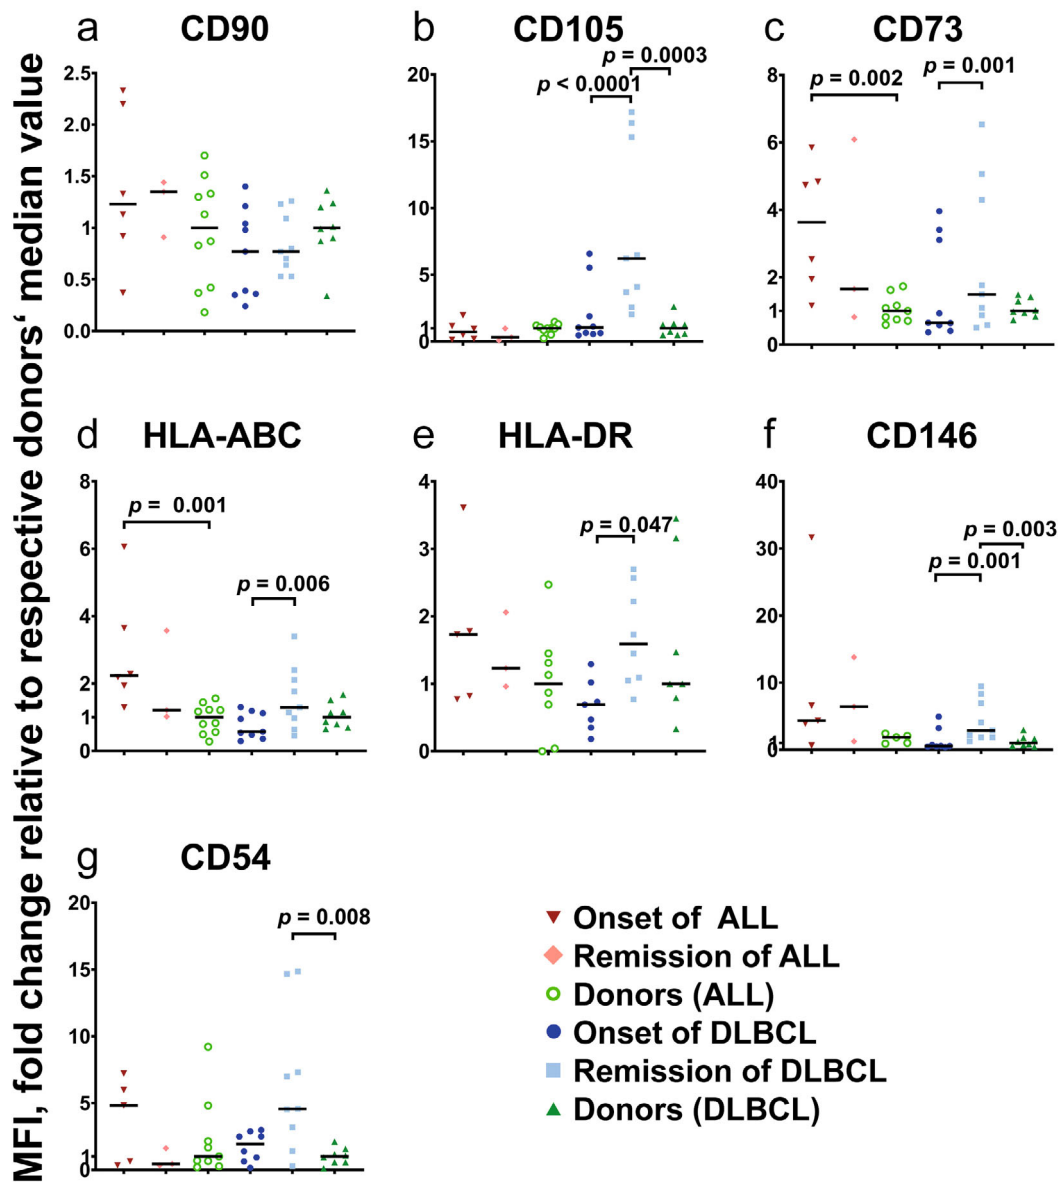 MFI, fold change relative to respective donors‘ median value
a
CD90
2.5
2.0
1.5
1
0.5
0.0
b
CD105
p = 0.0003
p < 0.0001
20
15
10
5
1
0
c
CD73
p = 0.002
p = 0.001
8
6
4
2
1
0
d
HLA-ABC
p = 0.001
p = 0.006
8
6
4
2
1
0
e
HLA-DR
p = 0.047
4
3
2
1
0
f
CD146
p = 0.003
p = 0.001
40
30
20
10
1
0
g
CD54
p = 0.008
20
15
10
5
1
0
Onset of ALL
Remission of ALL
Donors (ALL)
Onset of DLBCL
Remission of DLBCL
Donors (DLBCL)